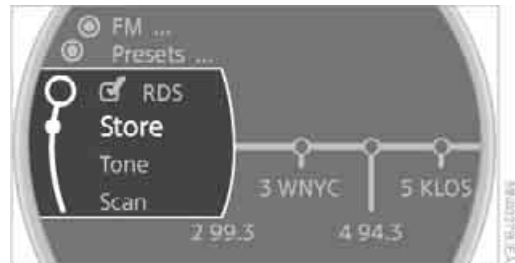 FM ...
Presets ...
RDS
Store
Tone
Scan
3 WNYC
5 KLOS
2 99.3
4 94.3